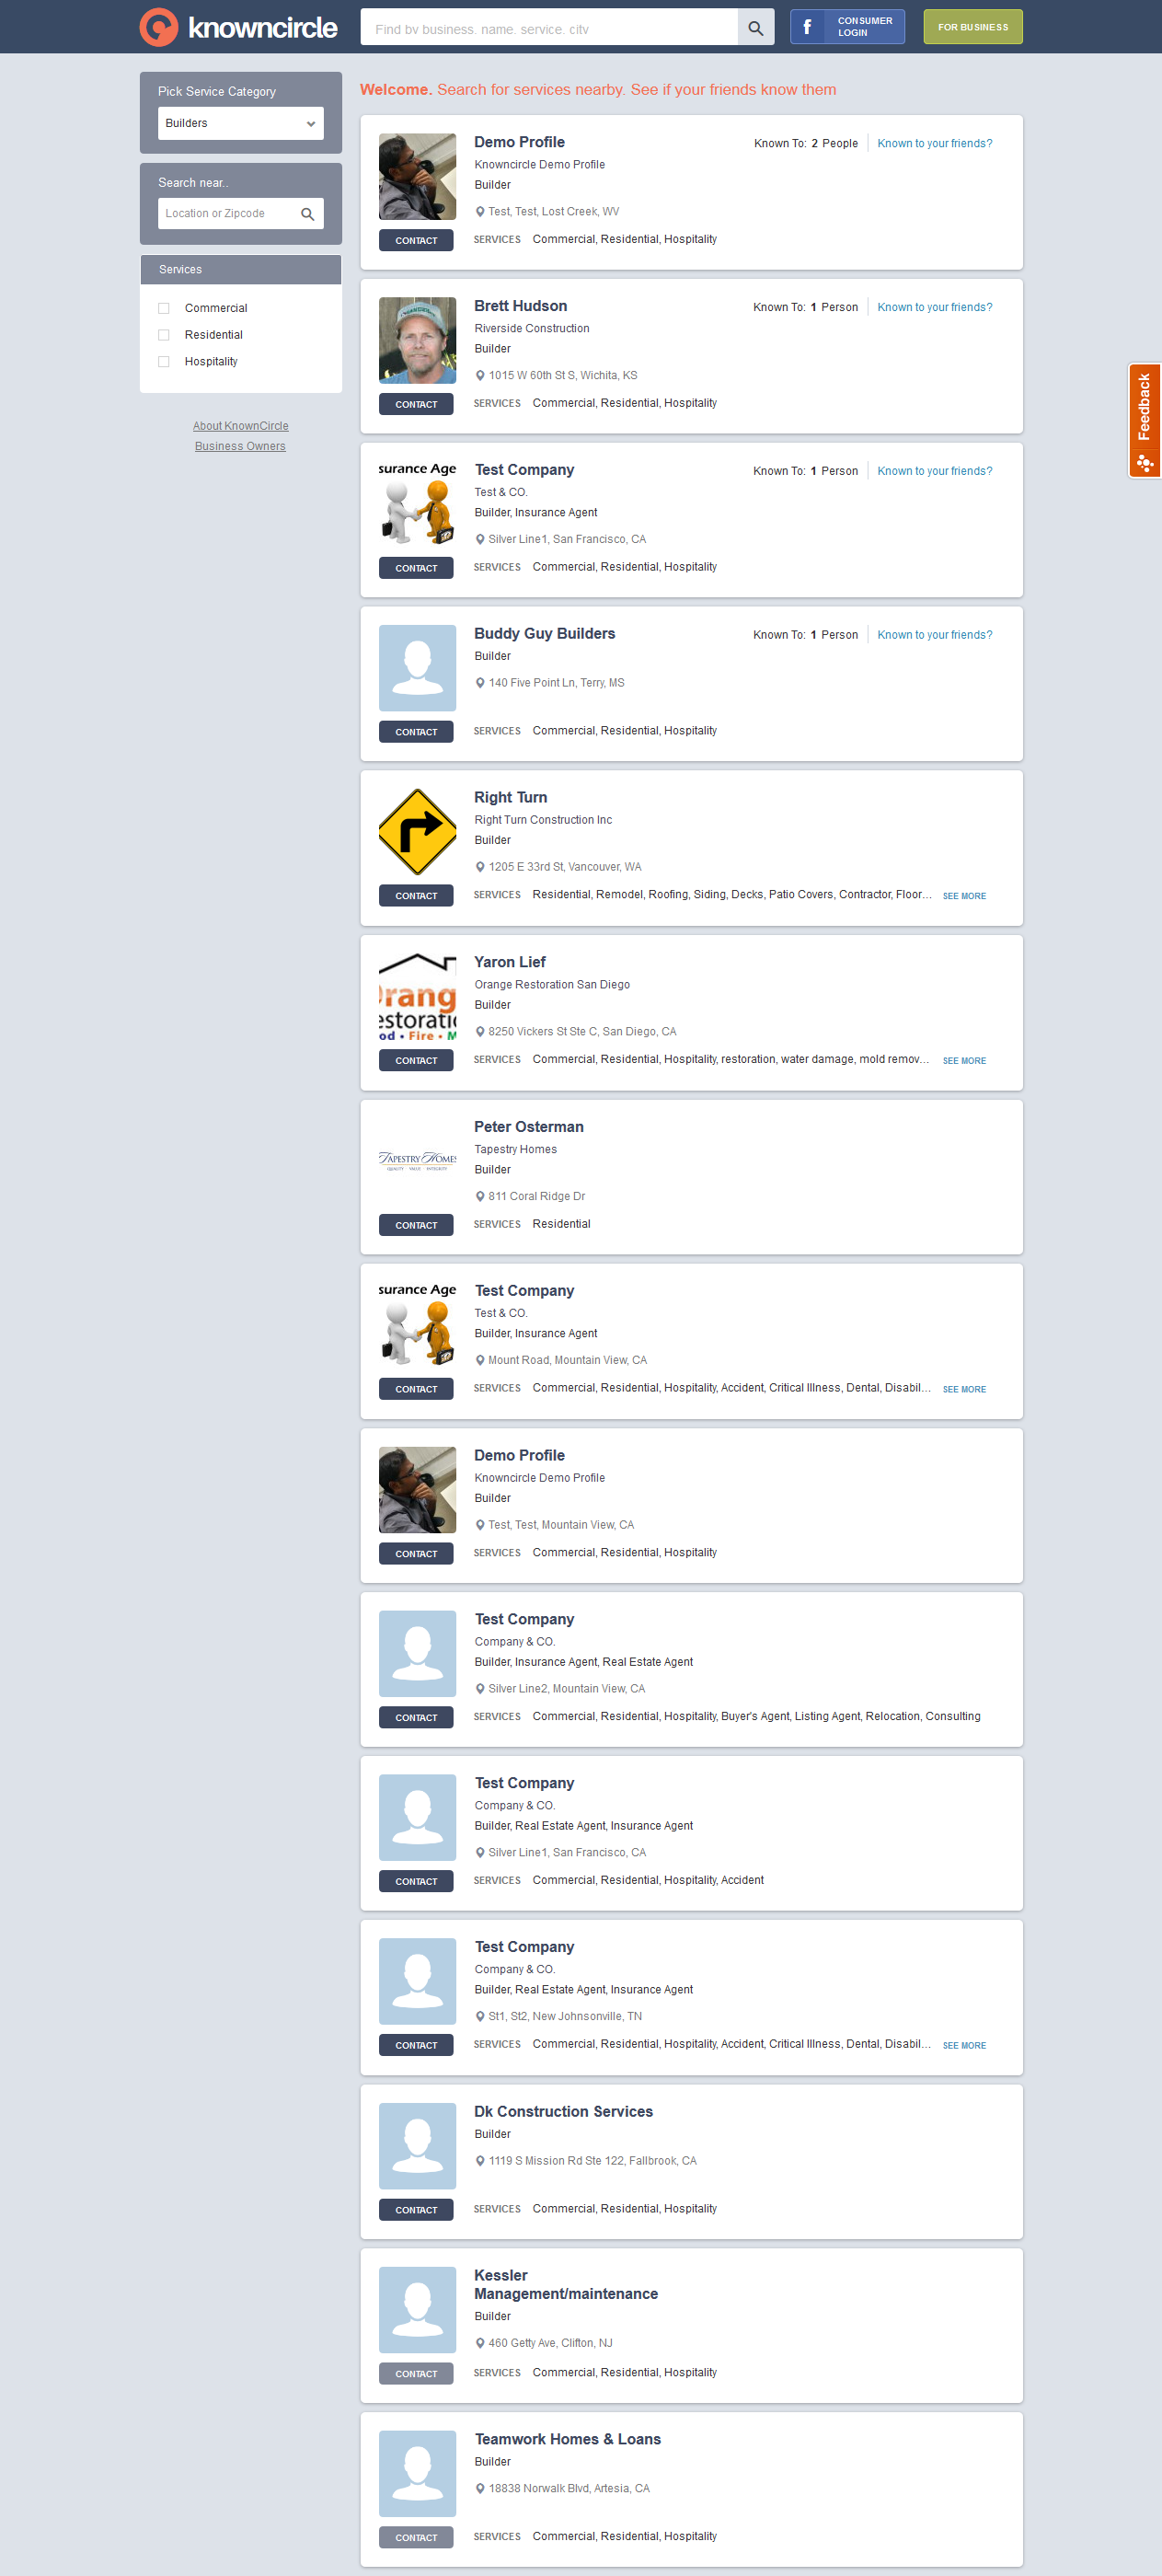 knowncircle
Find by business, name, service, city
CONSUMER
LOGIN
FOR BUSINESS
Pick Service Category
Builders
Search near..
Location or Zipcode
Services
Commercial
Residential
Hospitality
About KnownCircle
Business Owners
Feedback
Welcome. Search for services nearby. See if your friends know them
Demo Profile
Known To: 2 People Known to your friends?
Knowncircle Demo Profile
Builder
Test, Test, Lost Creek, WV
CONTACT SERVICES Commercial, Residential, Hospitality
Brett Hudson
Known To: 1 Person Known to your friends?
Riverside Construction
Builder
1015 W 60th St S, Wichita, KS
CONTACT SERVICES Commercial, Residential, Hospitality
surance Age
Test Company
Known To: 1 Person Known to your friends?
Test & CO.
Builder, Insurance Agent
Silver Line1, San Francisco, CA
CONTACT SERVICES Commercial, Residential, Hospitality
Buddy Guy Builders
Known To: 1 Person Known to your friends?
Builder
140 Five Point Ln, Terry, MS
CONTACT SERVICES Commercial, Residential, Hospitality
Right Turn
Right Turn Construction Inc
Builder
1205 E 33rd St, Vancouver, WA
CONTACT SERVICES Residential, Remodel, Roofing, Siding, Decks, Patio Covers, Contractor, Floor... SEE MORE
Orang
estorati
od • Fire • M
Yaron Lief
Orange Restoration San Diego
Builder
8250 Vickers St Ste C, San Diego, CA
CONTACT SERVICES Commercial, Residential, Hospitality, restoration, water damage, mold remov... SEE MORE
TAPESTRY HOMES
QUALITY VALUE INTEGRITY
Peter Osterman
Tapestry Homes
Builder
811 Coral Ridge Dr
CONTACT SERVICES Residential
surance Age
Test Company
Test & CO.
Builder, Insurance Agent
Mount Road, Mountain View, CA
CONTACT SERVICES Commercial, Residential, Hospitality, Accident, Critical Illness, Dental, Disabil... SEE MORE
Demo Profile
Knowncircle Demo Profile
Builder
Test, Test, Mountain View, CA
CONTACT SERVICES Commercial, Residential, Hospitality
Test Company
Company & CO.
Builder, Insurance Agent, Real Estate Agent
Silver Line2, Mountain View, CA
CONTACT SERVICES Commercial, Residential, Hospitality, Buyer's Agent, Listing Agent, Relocation, Consulting
Test Company
Company & CO.
Builder, Real Estate Agent, Insurance Agent
Silver Line1, San Francisco, CA
CONTACT SERVICES Commercial, Residential, Hospitality, Accident
Test Company
Company & CO.
Builder, Real Estate Agent, Insurance Agent
St1, St2, New Johnsonville, TN
CONTACT SERVICES Commercial, Residential, Hospitality, Accident, Critical Illness, Dental, Disabil... SEE MORE
Dk Construction Services
Builder
1119 S Mission Rd Ste 122, Fallbrook, CA
CONTACT SERVICES Commercial, Residential, Hospitality
Kessler
Management/maintenance
Builder
460 Getty Ave, Clifton, NJ
CONTACT SERVICES Commercial, Residential, Hospitality
Teamwork Homes & Loans
Builder
18838 Norwalk Blvd, Artesia, CA
CONTACT SERVICES Commercial, Residential, Hospitality